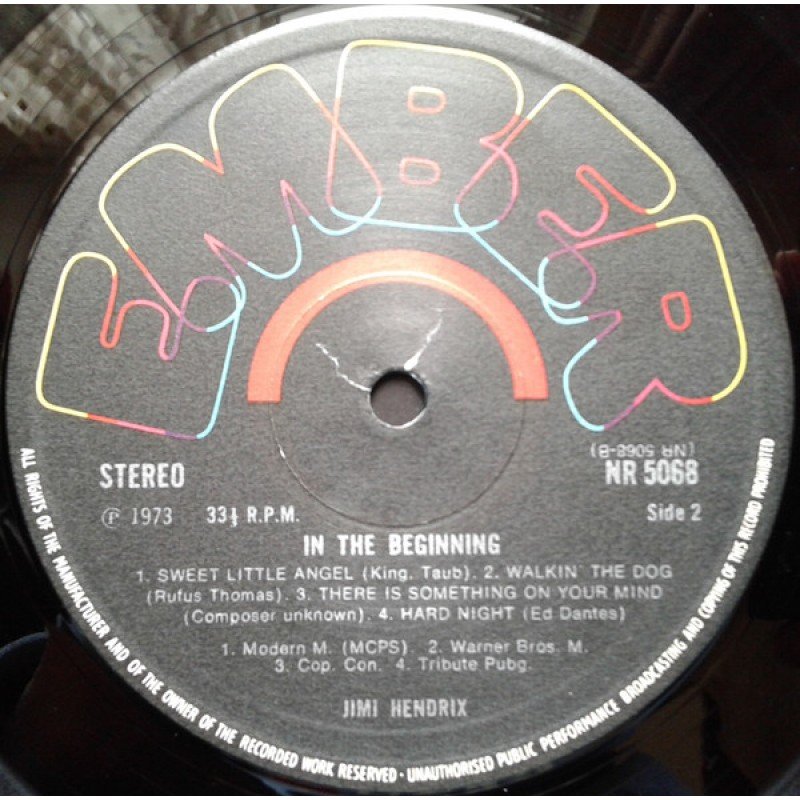 EMBER
STEREO
(NR 5068-B)
NR 5068
℗ 1973 33⅓ R.P.M.
Side 2
IN THE BEGINNING
1. SWEET LITTLE ANGEL (King. Taub). 2. WALKIN' THE DOG
(Rufus Thomas). 3. THERE IS SOMETHING ON YOUR MIND
(Composer unknown). 4. HARD NIGHT (Ed Dantes)
1. Modern M. (MCPS) 2. Warner Bros. M.
3. Cop. Con. 4. Tribute Pubg.
JIMI HENDRIX
ALL RIGHTS OF THE MANUFACTURER AND OF THE OWNER OF THE RECORDED WORK RESERVED · UNAUTHORISED PUBLIC PERFORMANCE BROADCASTING AND COPYING OF THIS RECORD PROHIBITED